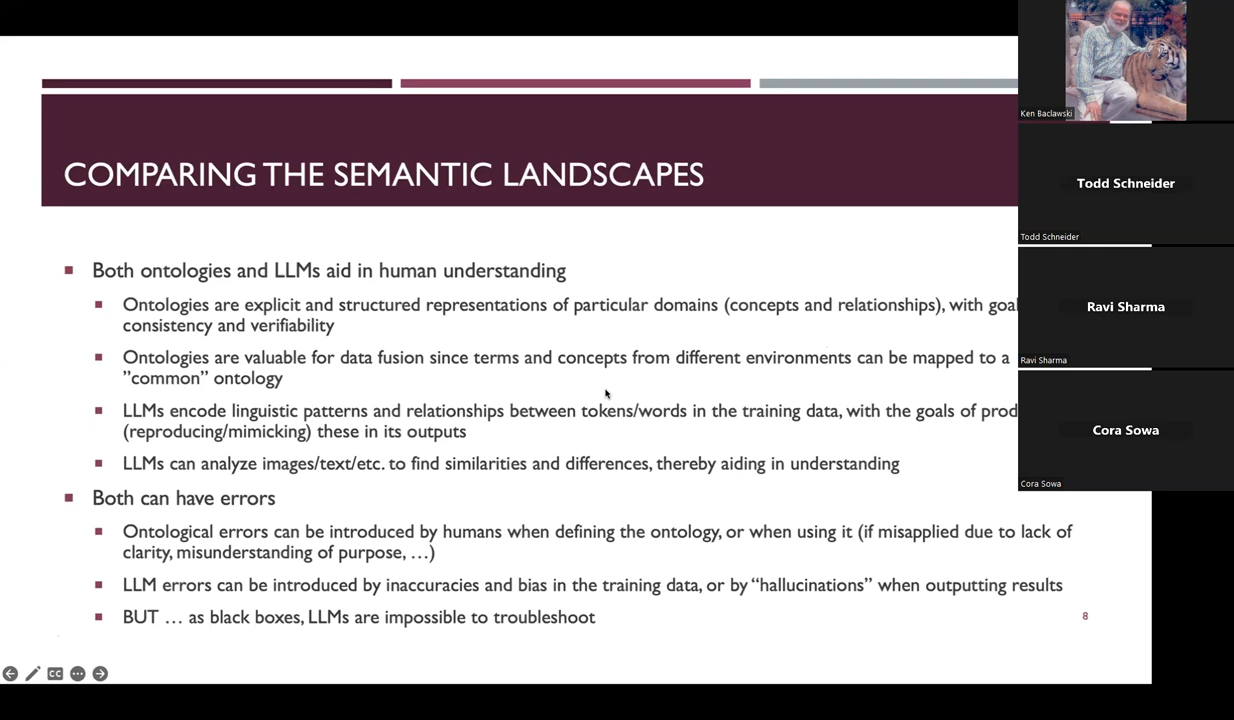 COMPARING THE SEMANTIC LANDSCAPES
Both ontologies and LLMs aid in human understanding
Ontologies are explicit and structured representations of particular domains (concepts and relationships), with
consistency and verifiability
Ontologies are valuable for data fusion since terms and concepts from different environments can be mapped to a
”common” ontology
LLMs encode linguistic patterns and relationships between tokens/words in the training data, with the goals of
(reproducing/mimicking) these in its outputs
LLMs can analyze images/text/etc. to find similarities and differences, thereby aiding in understanding
Both can have errors
Ontological errors can be introduced by humans when defining the ontology, or when using it (if misapplied due to lack of
clarity, misunderstanding of purpose, …)
LLM errors can be introduced by inaccuracies and bias in the training data, or by “hallucinations” when outputting results
BUT … as black boxes, LLMs are impossible to troubleshoot
8
CC
Ken Baclawski
Todd Schneider
Todd Schneider
Ravi Sharma
Ravi Sharma
Cora Sowa
Cora Sowa